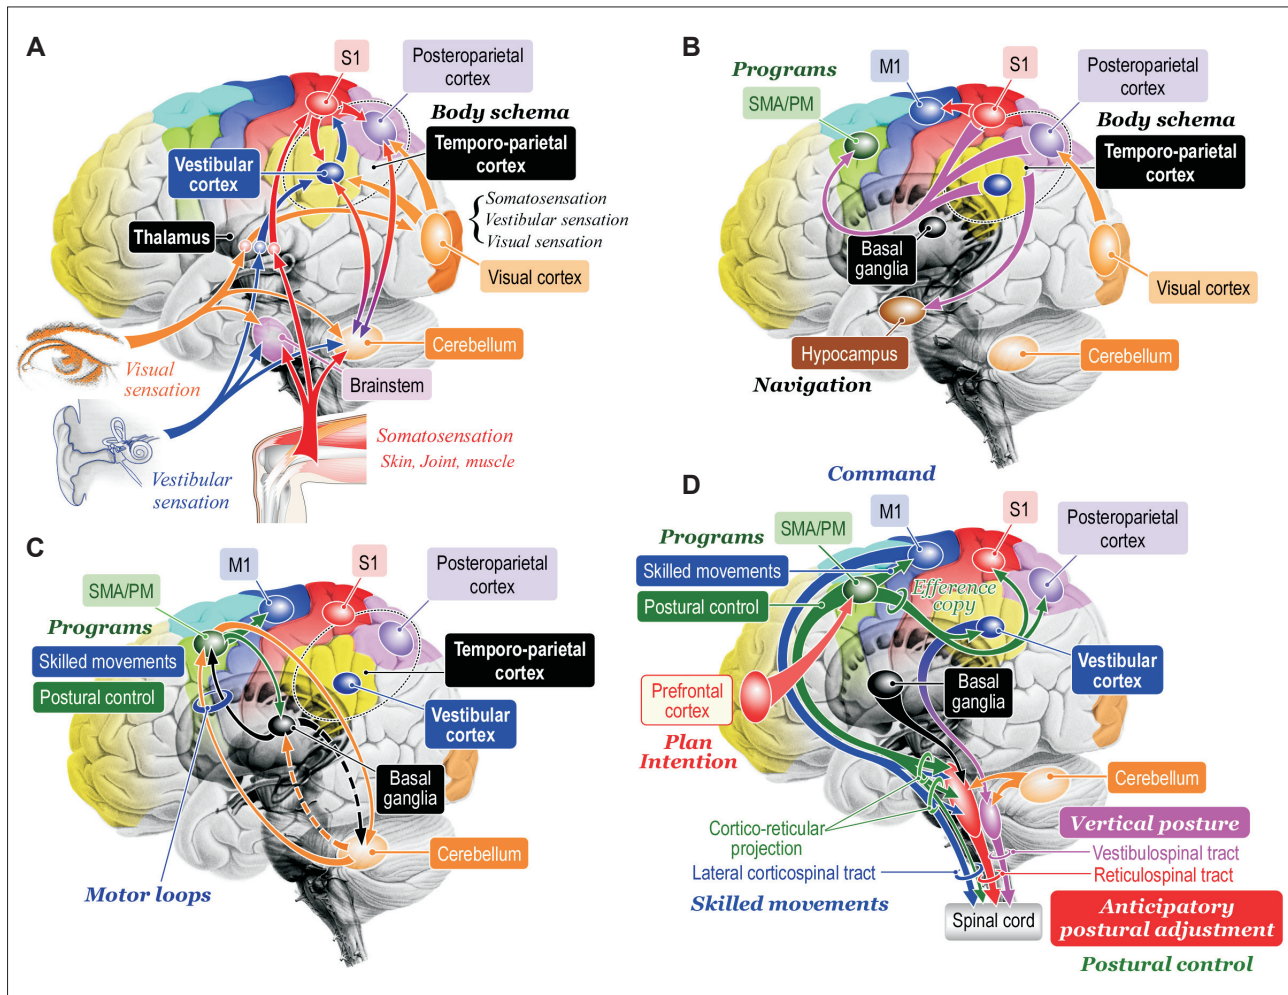 A
S1
Posteroparietal
cortex
Body schema
Temporo-parietal
cortex
Vestibular
cortex
Somatosensation
Vestibular sensation
Visual sensation
Thalamus
Visual cortex
Cerebellum
Visual
sensation
Brainstem
Somatosensation
Skin, Joint, muscle
Vestibular
sensation
B
Programs
M1
S1
Posteroparietal
cortex
SMA/PM
Body schema
Temporo-parietal
cortex
Basal
ganglia
Visual cortex
Hypocampus
Cerebellum
Navigation
C
SMA/PM
M1
S1
Posteroparietal
cortex
Programs
Skilled movements
Postural control
Temporo-parietal
cortex
Vestibular
cortex
Basal
ganglia
Cerebellum
Motor loops
Command
D
M1
S1
Posteroparietal
cortex
Programs
SMA/PM
Skilled movements
Postural control
Efference
copy
Vestibular
cortex
Prefrontal
cortex
Basal
ganglia
Plan
Intention
Cerebellum
Vertical posture
Cortico-reticular
projection
Vestibulospinal tract
Lateral corticospinal tract
Reticulospinal tract
Skilled movements
Spinal cord
Anticipatory
postural adjustment
Postural control